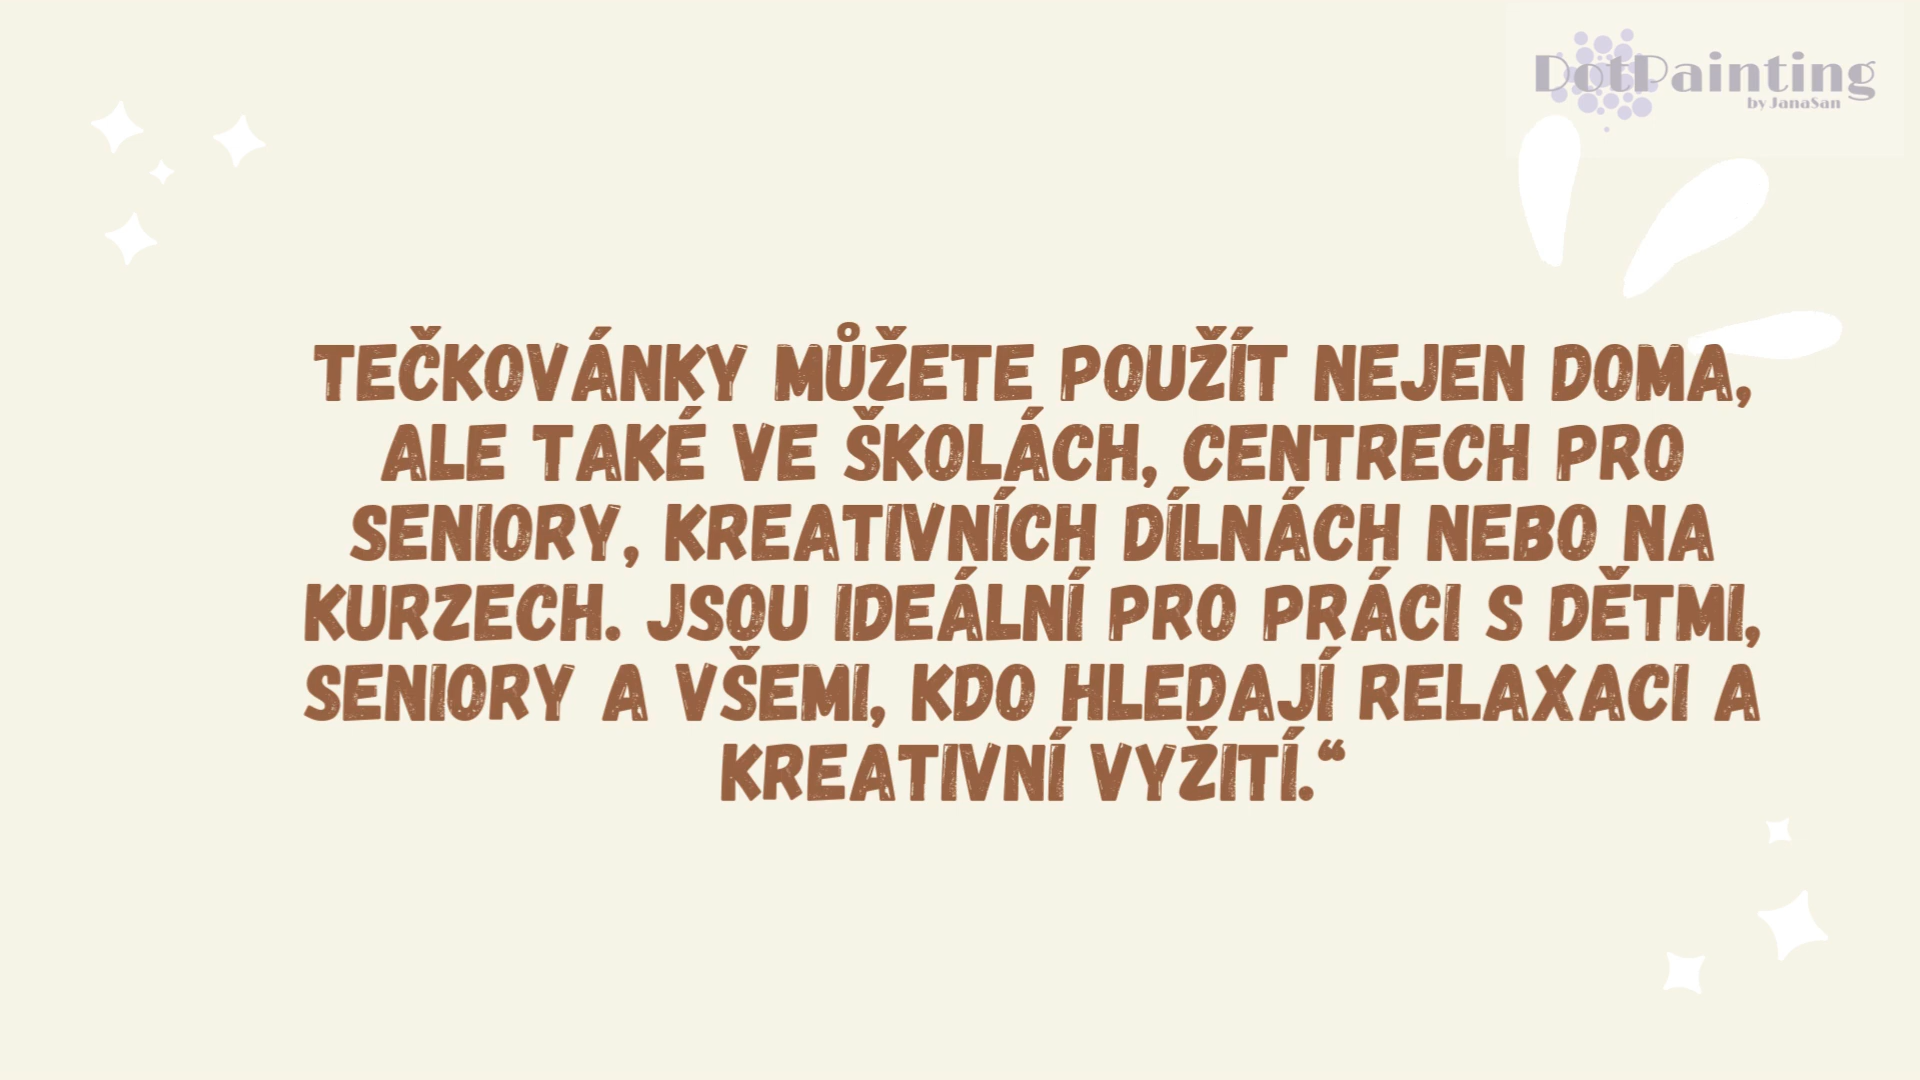 DotPainting
by JanaSan
TEČKOVÁNKY MŮŽETE POUŽÍT NEJEN DOMA,
ALE TAKÉ VE ŠKOLÁCH, CENTRECH PRO
SENIORY, KREATIVNÍCH DÍLNÁCH NEBO NA
KURZECH. JSOU IDEÁLNÍ PRO PRÁCI S DĚTMI,
SENIORY A VŠEMI, KDO HLEDAJÍ RELAXACI A
KREATIVNÍ VYŽITÍ.“